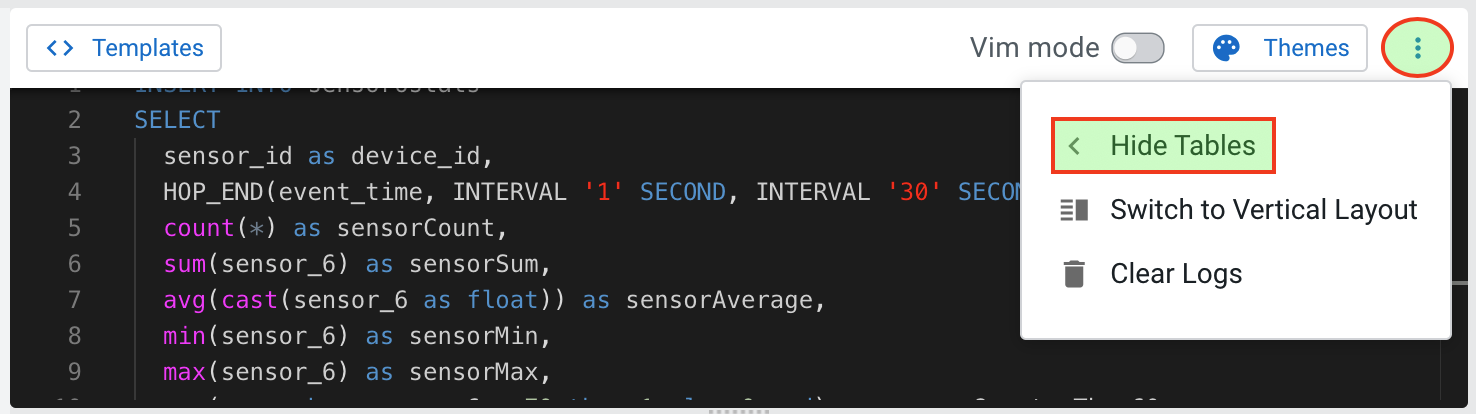 Templates
Vim mode
Themes
1 INSERT INTO
2 SELECT
3 sensor_id as device_id,
4 HOP_END(event_time, INTERVAL '1' SECOND, INTERVAL '30' SECON
5 count(*) as sensorCount,
6 sum(sensor_6) as sensorSum,
7 avg(cast(sensor_6 as float)) as sensorAverage,
8 min(sensor_6) as sensorMin,
9 max(sensor_6) as sensorMax,
Hide Tables
Switch to Vertical Layout
Clear Logs